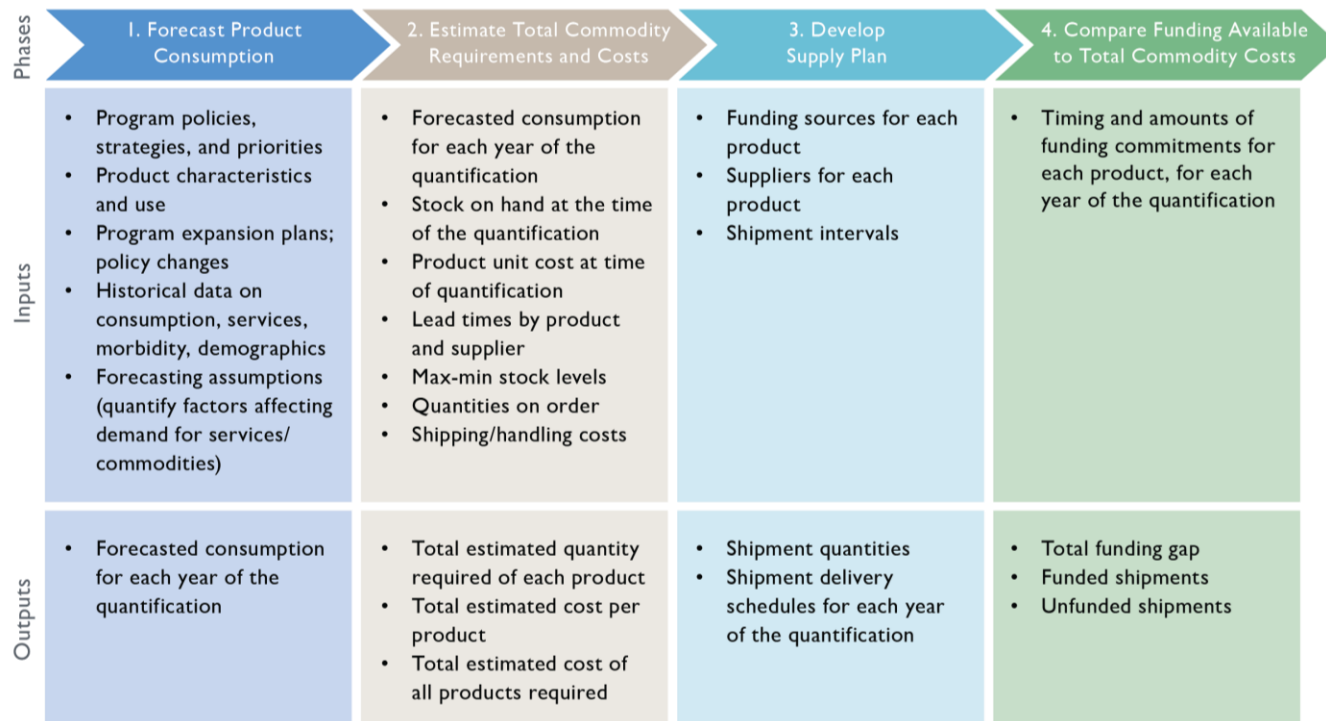 Phases
1. Forecast Product
Consumption
2. Estimate Total Commodity
Requirements and Costs
3. Develop
Supply Plan
4. Compare Funding Available
to Total Commodity Costs
Inputs
• Program policies,
strategies, and priorities
• Product characteristics
and use
• Program expansion plans;
policy changes
• Historical data on
consumption, services,
morbidity, demographics
• Forecasting assumptions
(quantify factors affecting
demand for services/
commodities)
• Forecasted consumption
for each year of the
quantification
• Stock on hand at the time
of the quantification
• Product unit cost at time
of quantification
• Lead times by product
and supplier
• Max-min stock levels
• Quantities on order
• Shipping/handling costs
• Funding sources for each
product
• Suppliers for each
product
• Shipment intervals
• Timing and amounts of
funding commitments for
each product, for each
year of the quantification
Outputs
• Forecasted consumption
for each year of the
quantification
• Total estimated quantity
required of each product
• Total estimated cost per
product
• Total estimated cost of
all products required
• Shipment quantities
• Shipment delivery
schedules for each year
of the quantification
• Total funding gap
• Funded shipments
• Unfunded shipments